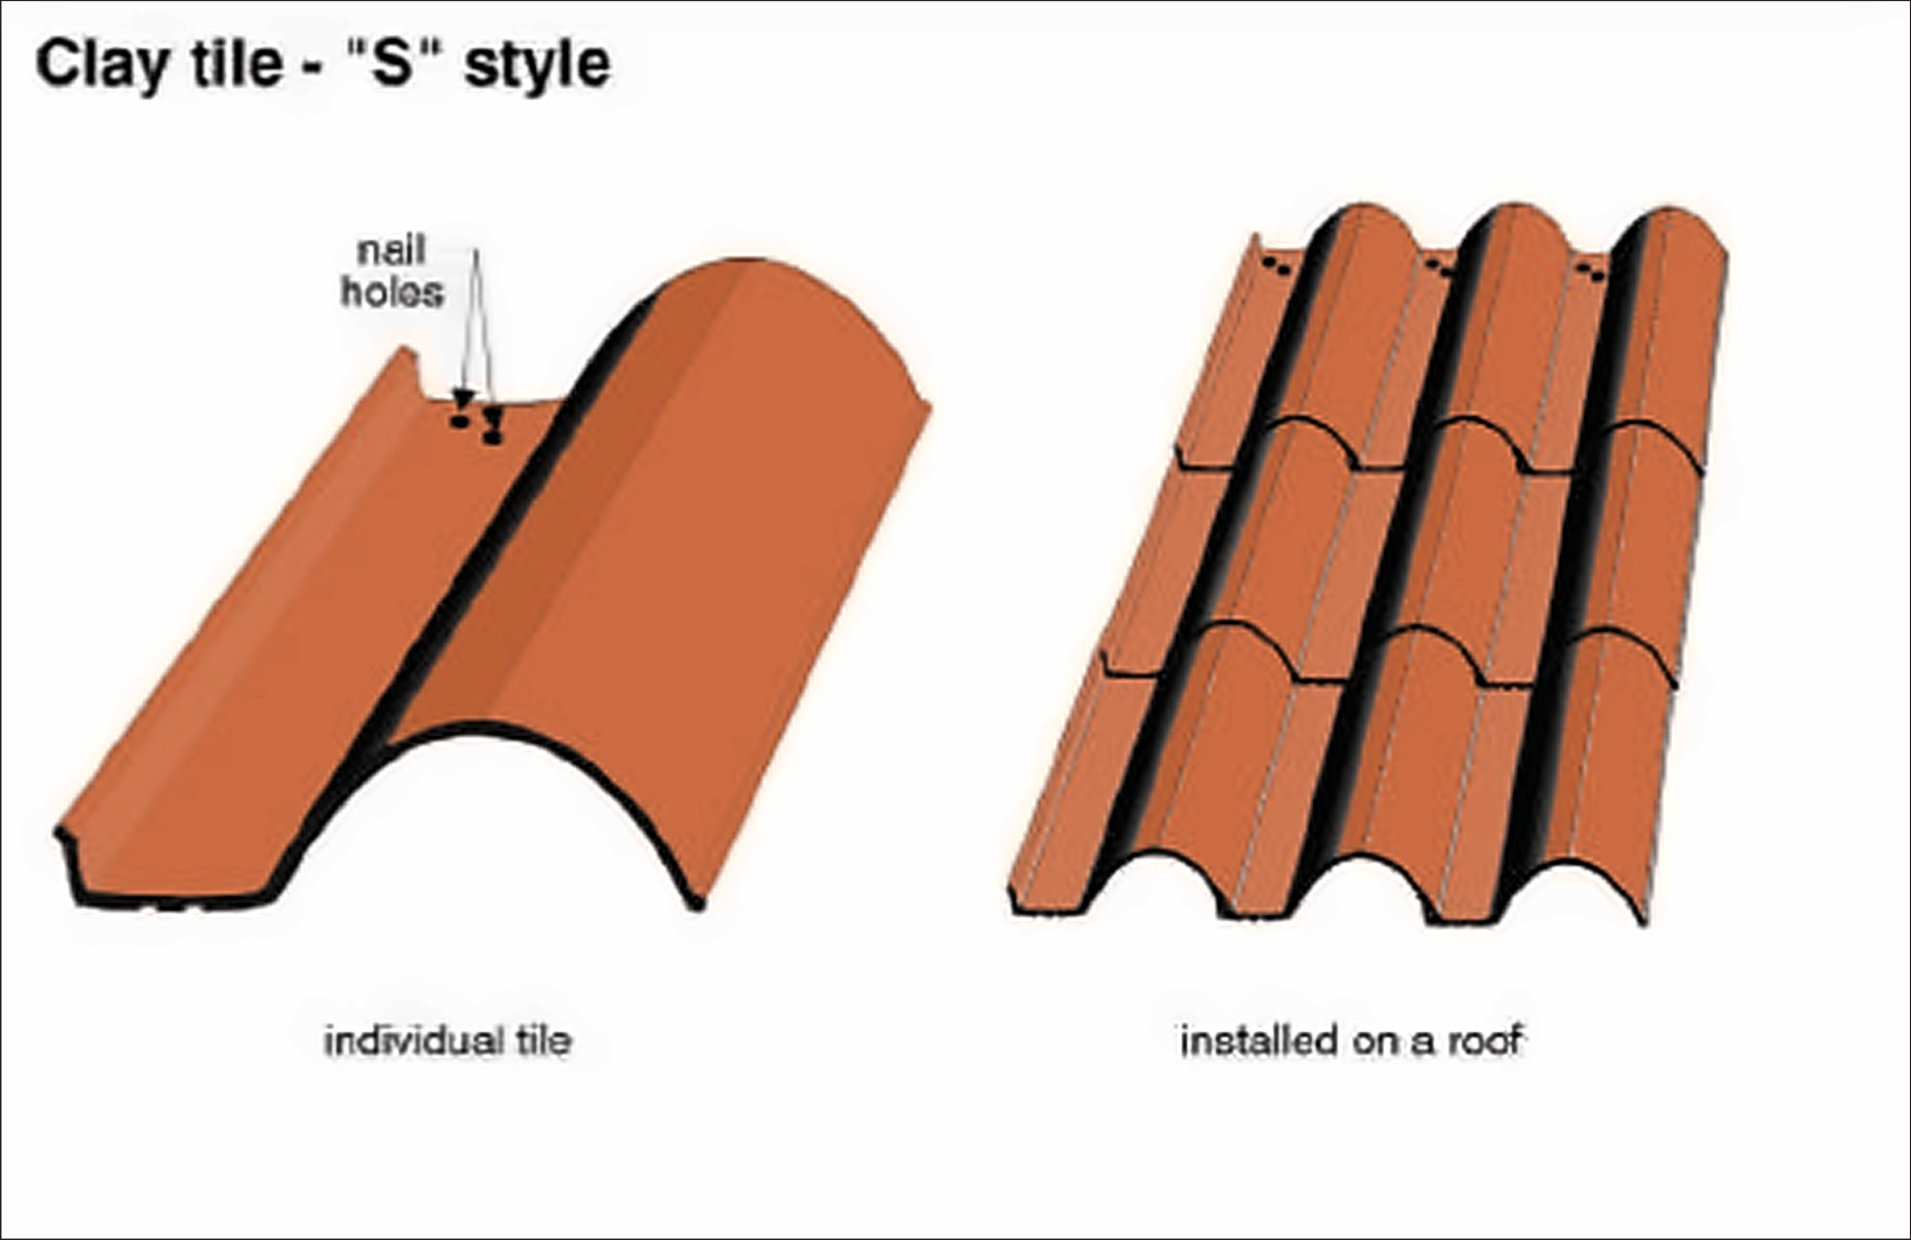 Clay tile - "S" style
nail
holes
individual tile
installed on a roof